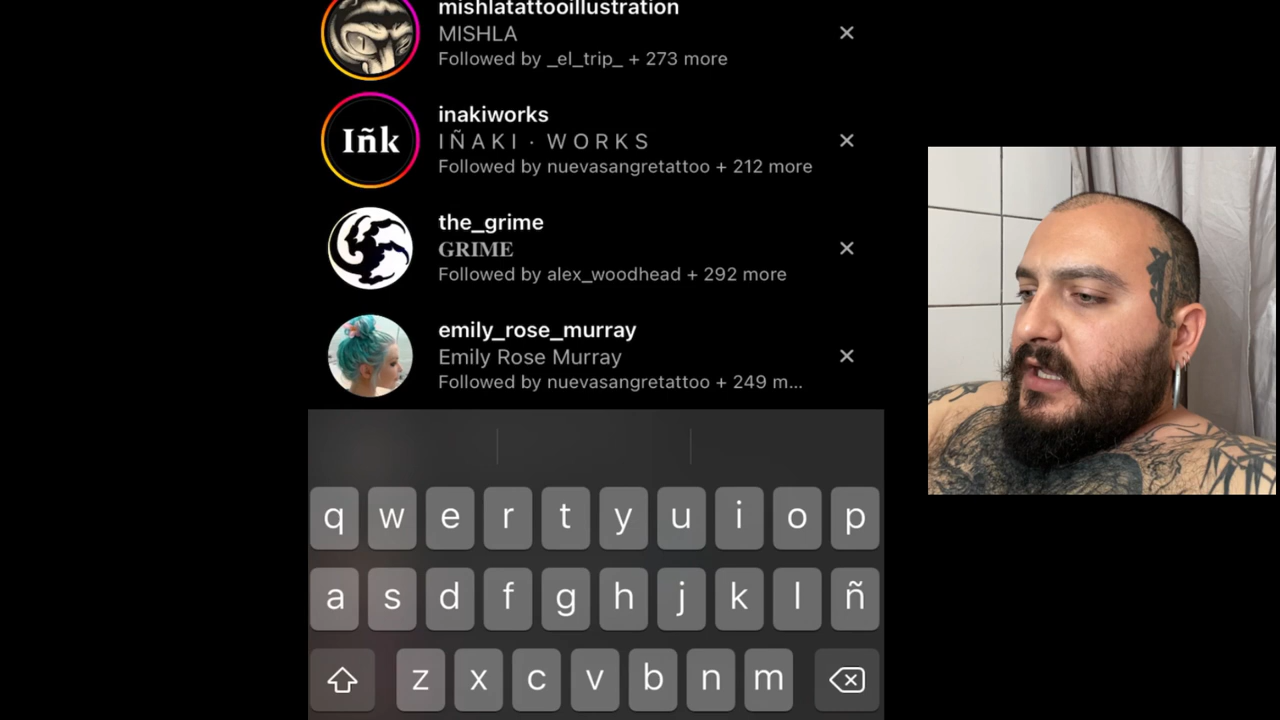 mishlatattooillustration
MISHLA
Followed by _el_trip_ + 273 more
Iñk
inakiworks
IÑAKI · WORKS
Followed by nuevasangretattoo + 212 more
the_grime
GRIME
Followed by alex_woodhead + 292 more
emily_rose_murray
Emily Rose Murray
Followed by nuevasangretattoo + 249 m...
q w e r t y u i o p
a s d f g h j k l ñ
z x c v b n m